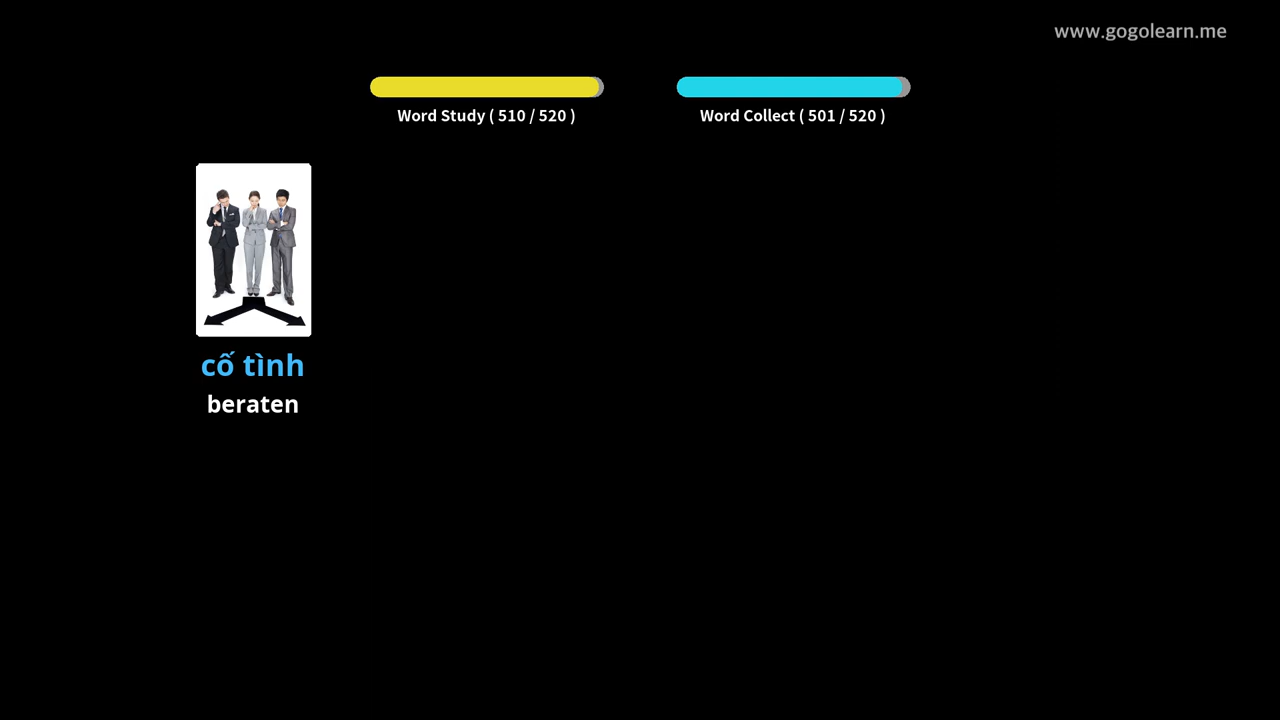 www.gogolearn.me
Word Study ( 510 / 520 )
Word Collect ( 501 / 520 )
cố tình
beraten